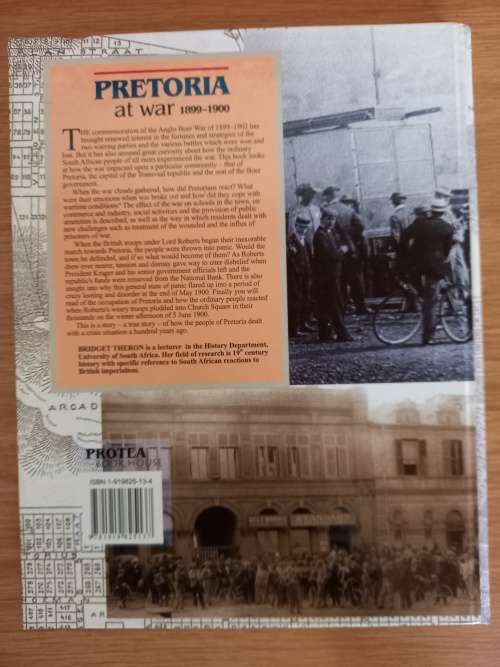 PRETORIA
at war 1899-1900
THE commemoration of the Anglo-Boer War of 1899-1902 has
brought renewed interest in the fortunes and strategies of the
two warring parties and the various battles which were won and
lost. But it has also aroused great curiosity about how the ordinary
South African people of all races experienced the war. This book looks
at how the war impacted upon a particular community – that of
Pretoria, the capital of the Transvaal republic and the seat of the Boer
government.
When the war clouds gathered, how did Pretorians react? What
were their emotions when war broke out and how did they cope with
wartime conditions? The effect of the war on schools in the town, on
commerce and industry, social activities and the provision of public
amenities is described, as well as the way in which residents dealt with
new challenges such as treatment of the wounded and the influx of
prisoners of war.
When the British troops under Lord Roberts began their inexorable
march towards Pretoria, the people were thrown into panic. Would the
town be defended, and if so what would become of them? As Roberts
drew ever nearer, tension and dismay gave way to utter disbelief when
President Kruger and his senior government officials left and the
republic's funds were removed from the National Bank. There is also
insight into why this general state of panic flared up into a period of
crazy looting and disorder at the end of May 1900. Finally you will
read of the occupation of Pretoria and how the ordinary people reacted
when Roberts's weary troops plodded into Church Square in their
thousands on the winter afternoon of 5 June 1900.
This is a story – a true story – of how the people of Pretoria dealt
with a crisis situation a hundred years ago.
BRIDGET THERON is a lecturer in the History Department,
University of South Africa. Her field of research is 19th century
history with specific reference to South African reactions to
British imperialism.
ARCAD
PROTEA
BOOK HOUSE
ISBN 1-919825-13-4